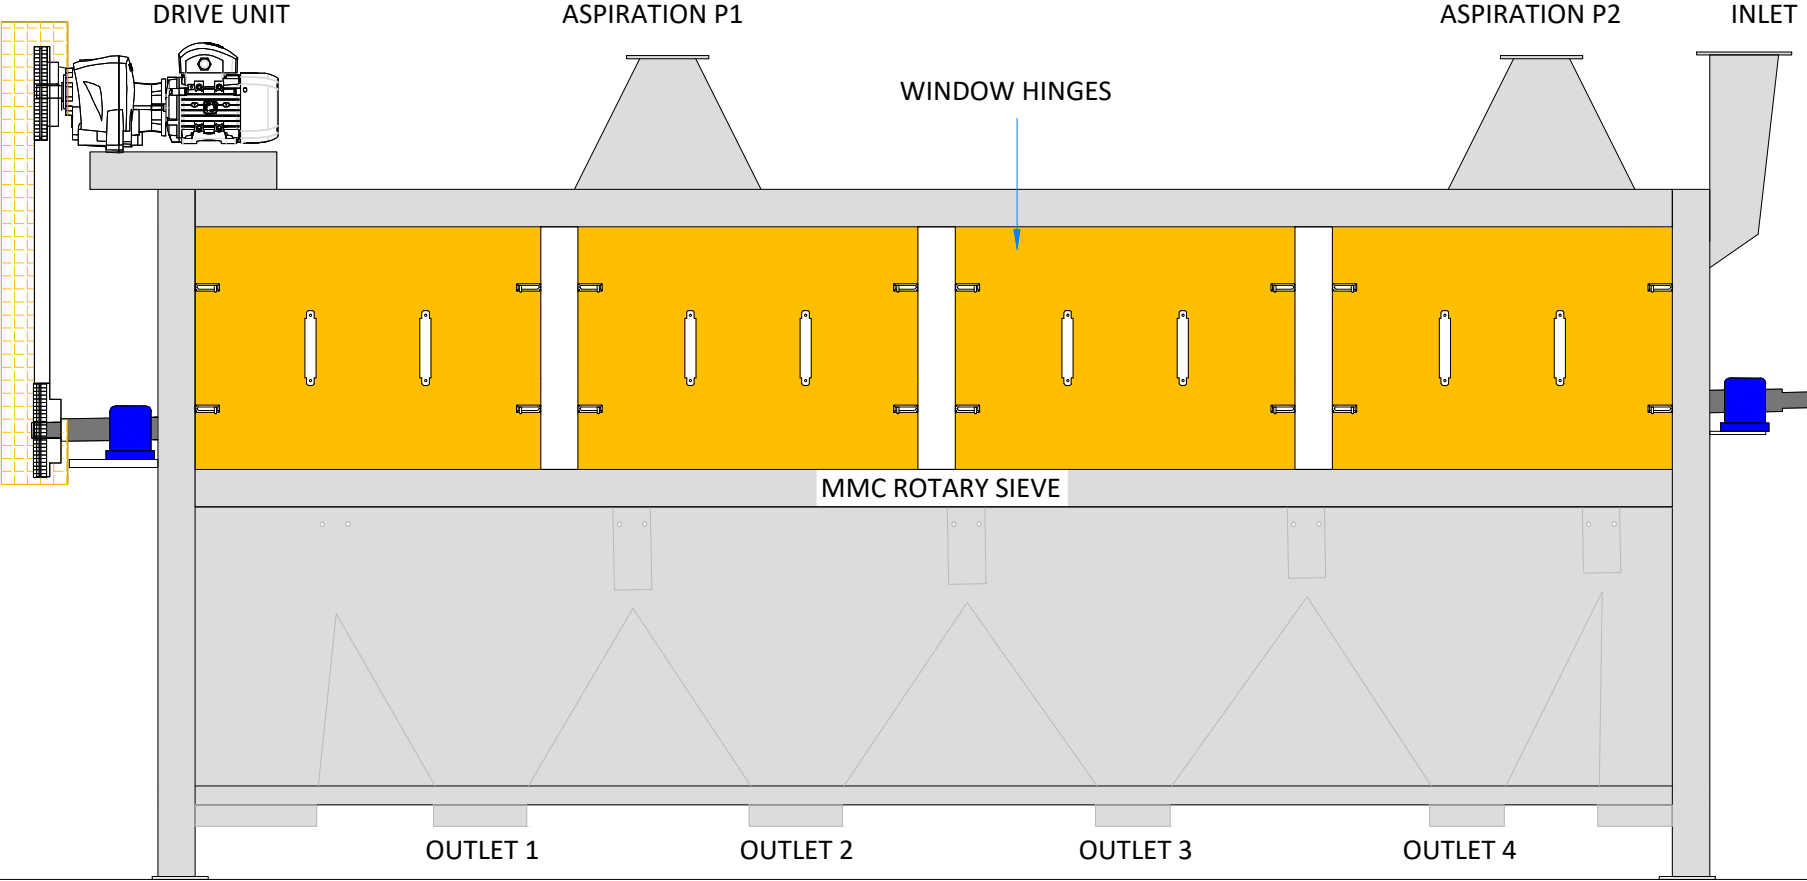 DRIVE UNIT
ASPIRATION P1
ASPIRATION P2
INLET
WINDOW HINGES
MMC ROTARY SIEVE
OUTLET 1
OUTLET 2
OUTLET 3
OUTLET 4